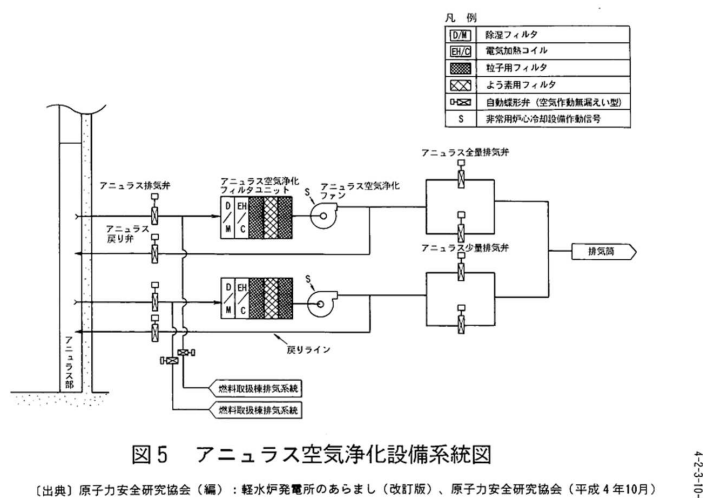 凡 例
D/M 除湿フィルタ
EH/C 電気加熱コイル
粒子用フィルタ
よう素用フィルタ
自動蝶形弁 (空気作動無漏えい型)
S 非常用炉心冷却設備作動信号
アニュラス全量排気弁
アニュラス排気弁
アニュラス空気浄化
フィルタユニット
アニュラス空気浄化
ファン
S
D/M
EH/C
アニュラス
戻り弁
アニュラス少量排気弁
排気筒
S
D/M
EH/C
戻りライン
アニュラス部
燃料取扱棟排気系統
燃料取扱棟排気系統
図5 アニュラス空気浄化設備系統図
4-2-3-10-
〔出典〕原子力安全研究協会(編):軽水炉発電所のあらまし(改訂版)、原子力安全研究協会(平成4年10月)